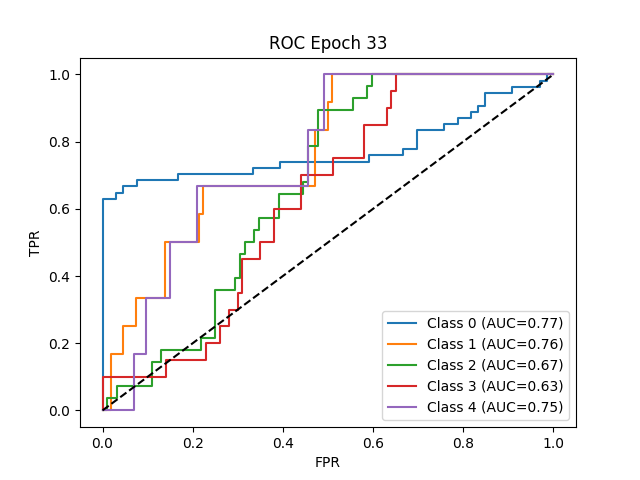 ROC Epoch 33
TPR
1.0
0.8
0.6
0.4
0.2
0.0
0.0 0.2 0.4 0.6 0.8 1.0
FPR
Class 0 (AUC=0.77)
Class 1 (AUC=0.76)
Class 2 (AUC=0.67)
Class 3 (AUC=0.63)
Class 4 (AUC=0.75)